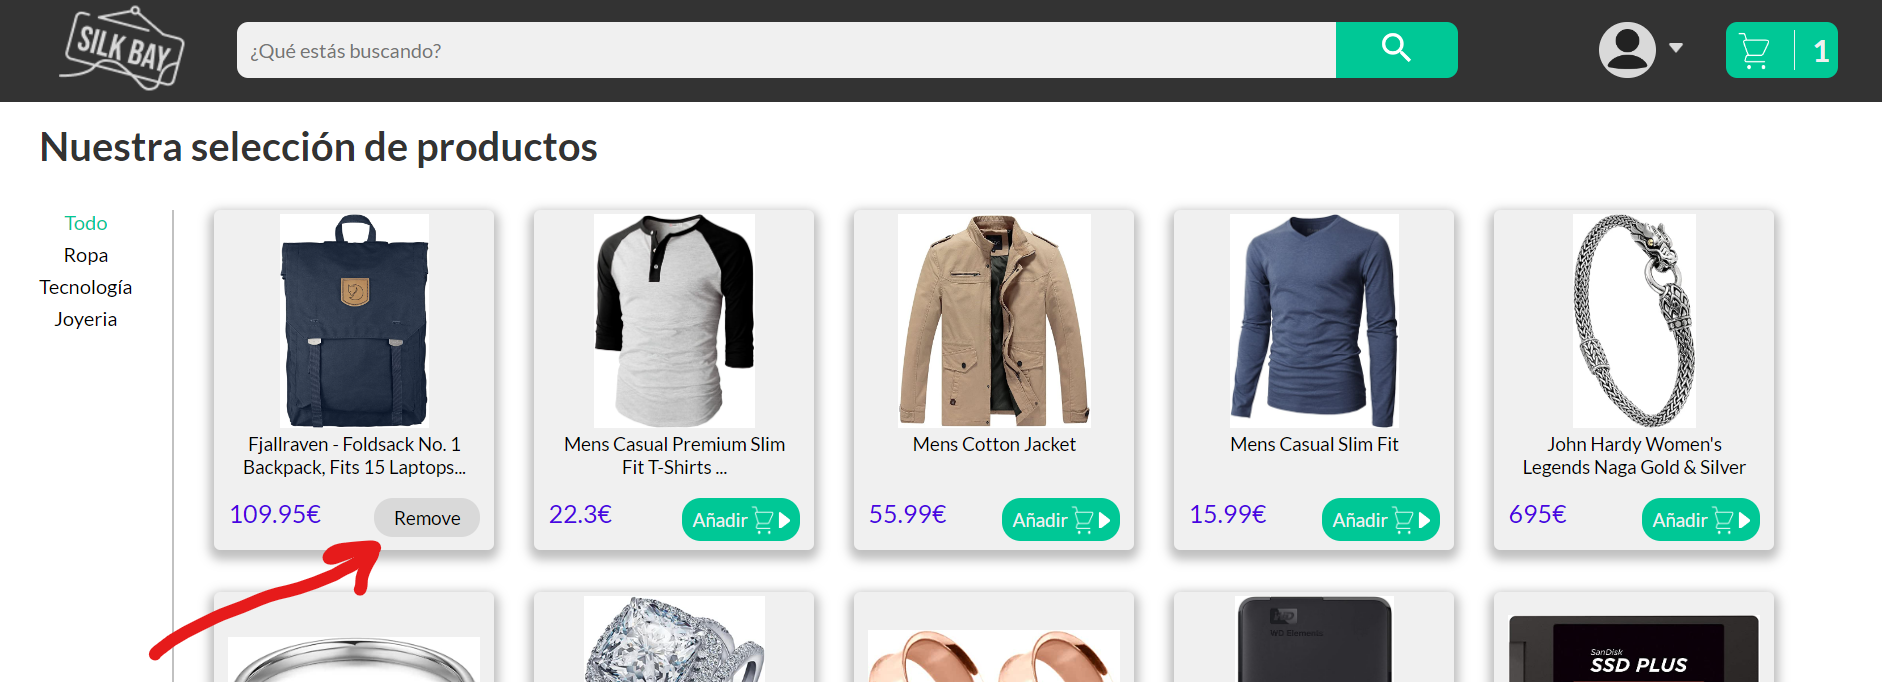 SILK BAY
¿Qué estás buscando?
1
Nuestra selección de productos
Todo
Ropa
Tecnología
Joyeria
Fjallraven - Foldsack No. 1
Backpack, Fits 15 Laptops...
109.95€
Remove
Mens Casual Premium Slim
Fit T-Shirts ...
22.3€
Añadir
Mens Cotton Jacket
55.99€
Añadir
Mens Casual Slim Fit
15.99€
Añadir
John Hardy Women's
Legends Naga Gold & Silver
695€
Añadir
WD
WD Elements
SanDisk
SSD PLUS